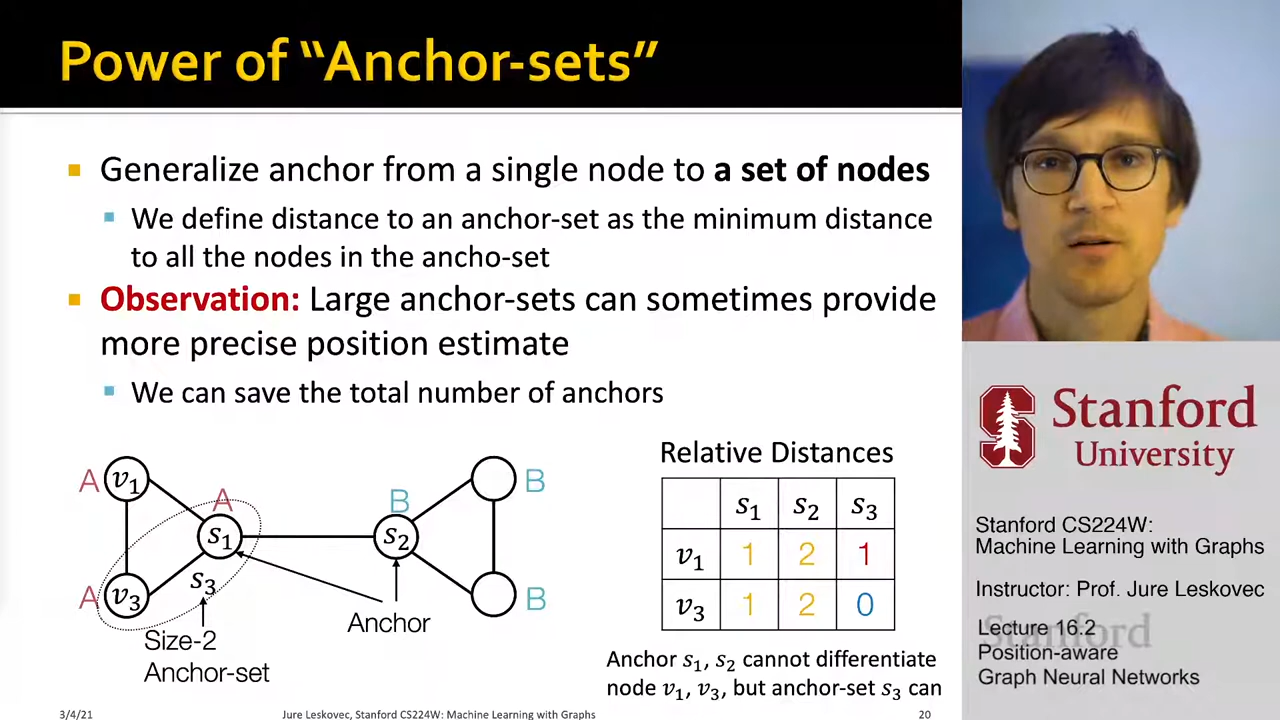 Power of “Anchor-sets”
Generalize anchor from a single node to a set of nodes
We define distance to an anchor-set as the minimum distance
to all the nodes in the ancho-set
Observation: Large anchor-sets can sometimes provide
more precise position estimate
We can save the total number of anchors
A v₁
A
s₁
s₃
A v₃
B
s₂
B
B
Anchor
Size-2
Anchor-set
Relative Distances
s₁ s₂ s₃
v₁ 1 2 1
v₃ 1 2 0
Anchor s₁, s₂ cannot differentiate
node v₁, v₃, but anchor-set s₃ can
3/4/21
Jure Leskovec, Stanford CS224W: Machine Learning with Graphs
20
S
Stanford
University
Stanford CS224W:
Machine Learning with Graphs
Instructor: Prof. Jure Leskovec
Stanford
Lecture 16.2
Position-aware
Graph Neural Networks